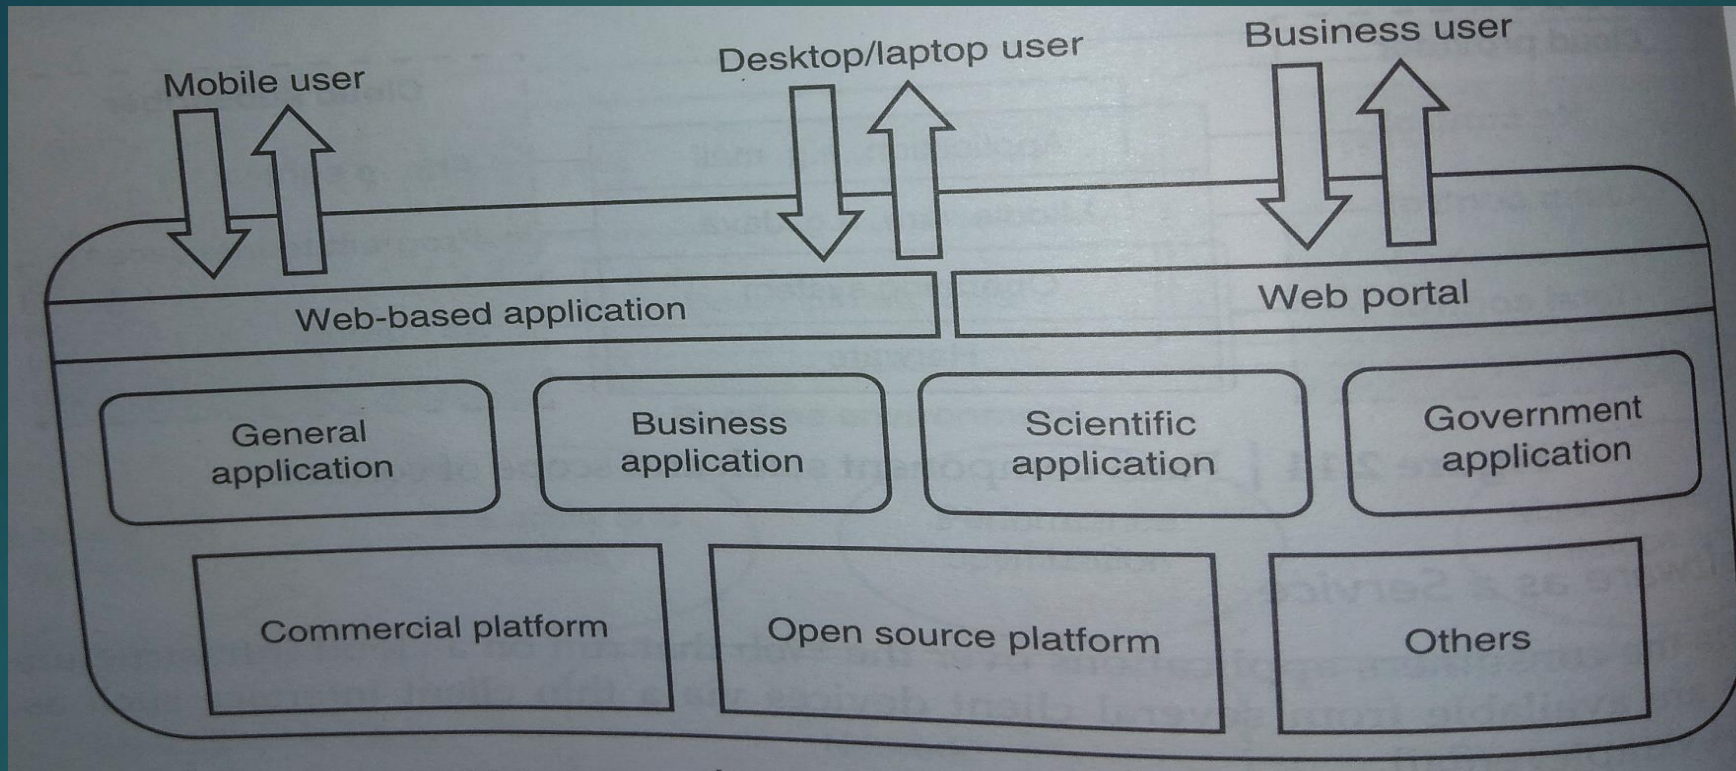 Mobile user
Desktop/laptop user
Business user
Web-based application
Web portal
General
application
Business
application
Scientific
application
Government
application
Commercial platform
Open source platform
Others